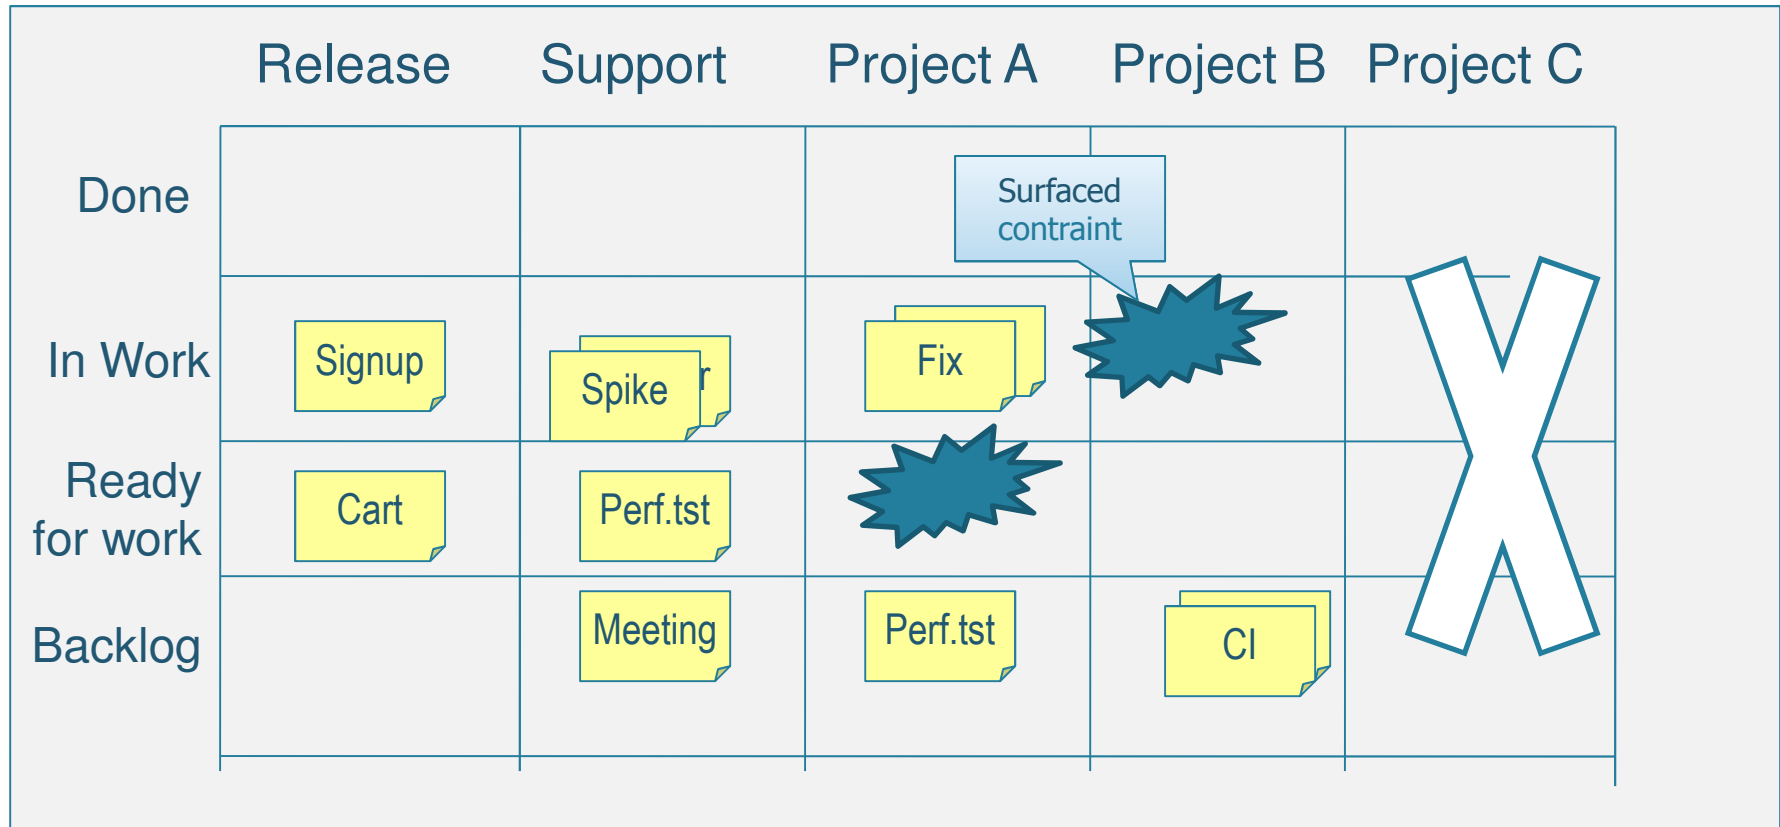 Release Support Project A Project B Project C
Done
Surfaced
contraint
In Work
Signup
Spike
r
Fix
Ready
for work
Cart
Perf.tst
Backlog
Meeting
Perf.tst
CI